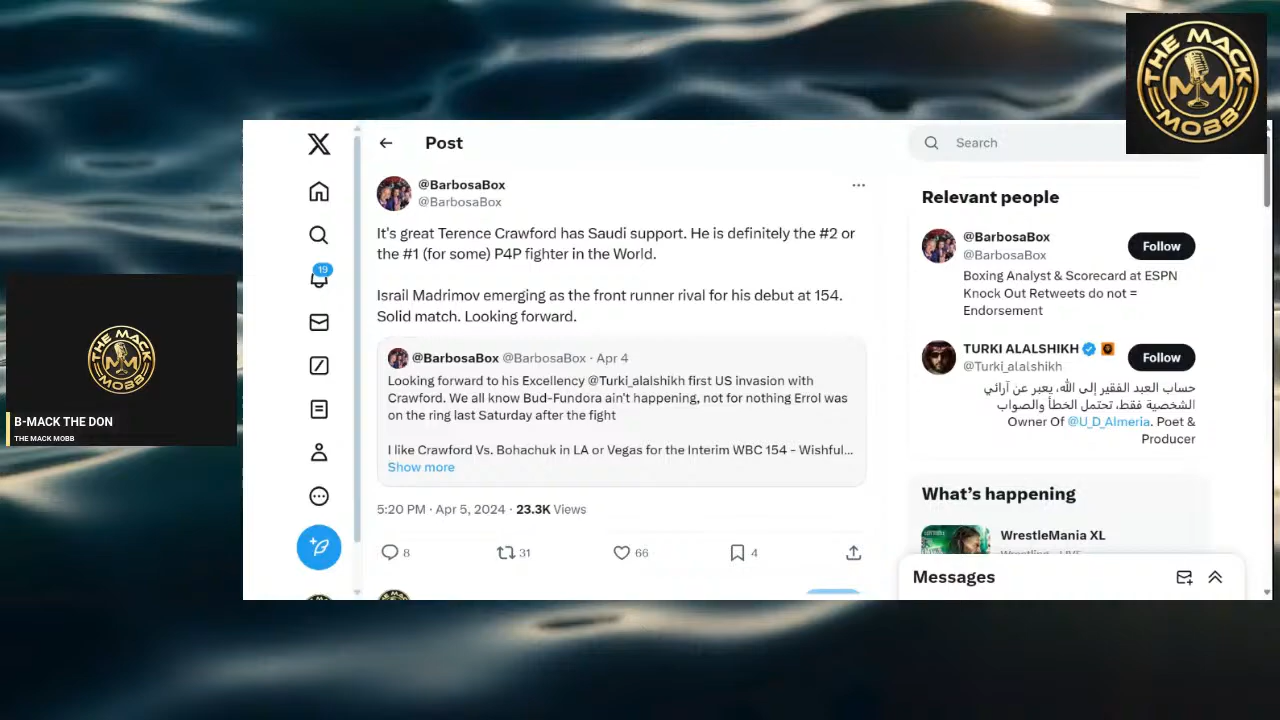 THE MACK
MM
MOBB
THE MACK
MM
MOBB
B-MACK THE DON
THE MACK MOBB
19
Post
@BarbosaBox
@BarbosaBox
It's great Terence Crawford has Saudi support. He is definitely the #2 or
the #1 (for some) P4P fighter in the World.
Israil Madrimov emerging as the front runner rival for his debut at 154.
Solid match. Looking forward.
@BarbosaBox @BarbosaBox · Apr 4
Looking forward to his Excellency @Turki_alalshikh first US invasion with
Crawford. We all know Bud-Fundora ain't happening, not for nothing Errol was
on the ring last Saturday after the fight
I like Crawford Vs. Bohachuk in LA or Vegas for the Interim WBC 154 - Wishful...
Show more
5:20 PM · Apr 5, 2024 · 23.3K Views
8 31 66 4
Search
Relevant people
@BarbosaBox
@BarbosaBox
Follow
Boxing Analyst & Scorecard at ESPN
Knock Out Retweets do not =
Endorsement
TURKI ALALSHIKH
@Turki_alalshikh
Follow
حساب العبد الفقير إلى الله، يعبر عن آرائي
الشخصية فقط، تحتمل الخطأ والصواب
Owner Of @U_D_Almeria. Poet &
Producer
What's happening
WrestleMania XL
Wrestling · LIVE
Messages